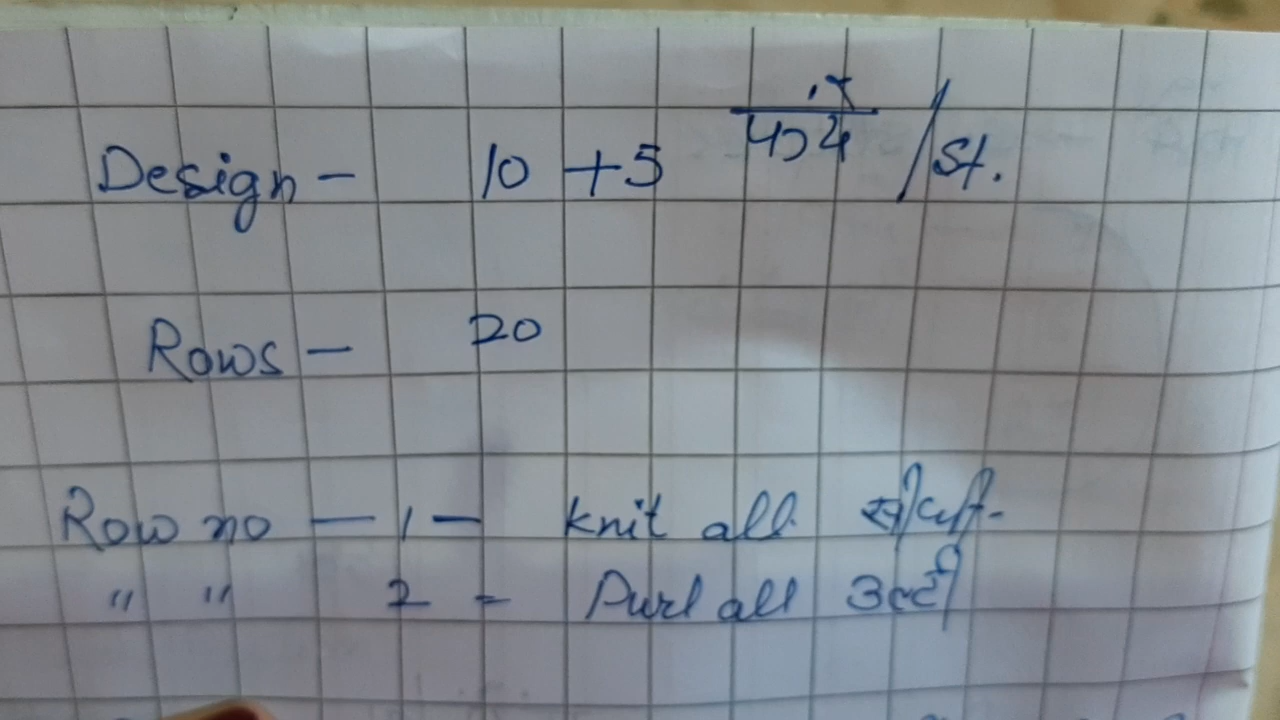 Design - 10 + 5 फंदे / St.
Rows - 20
Row no - 1 - Knit all सीधी
" " 2 - Purl all उल्टी